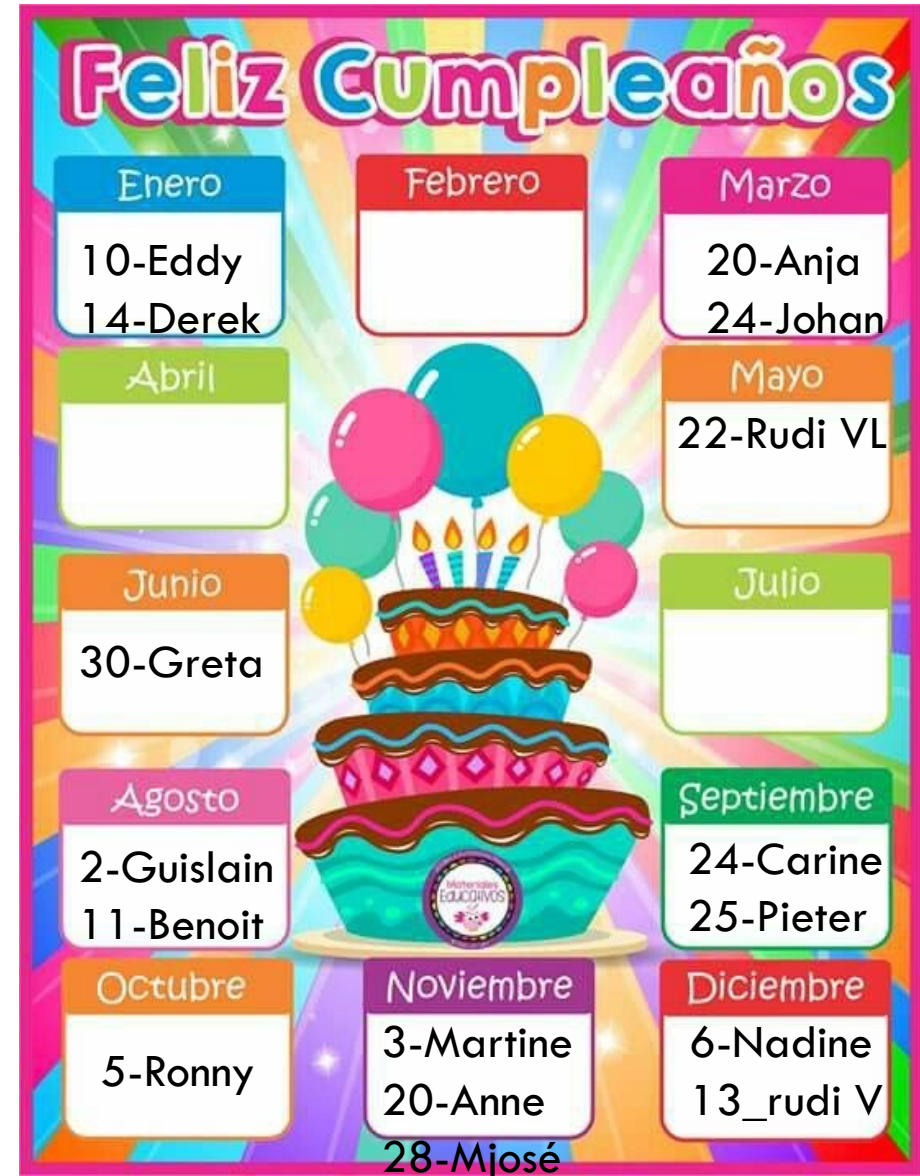 Feliz Cumpleaños
Enero
10-Eddy
14-Derek
Febrero
Marzo
20-Anja
24-Johan
Abril
Mayo
22-Rudi VL
Junio
30-Greta
Julio
Agosto
2-Guislain
11-Benoit
Septiembre
24-Carine
25-Pieter
Materiales
Educativos
Octubre
5-Ronny
Noviembre
3-Martine
20-Anne
28-Mjosé
Diciembre
6-Nadine
13_rudi V